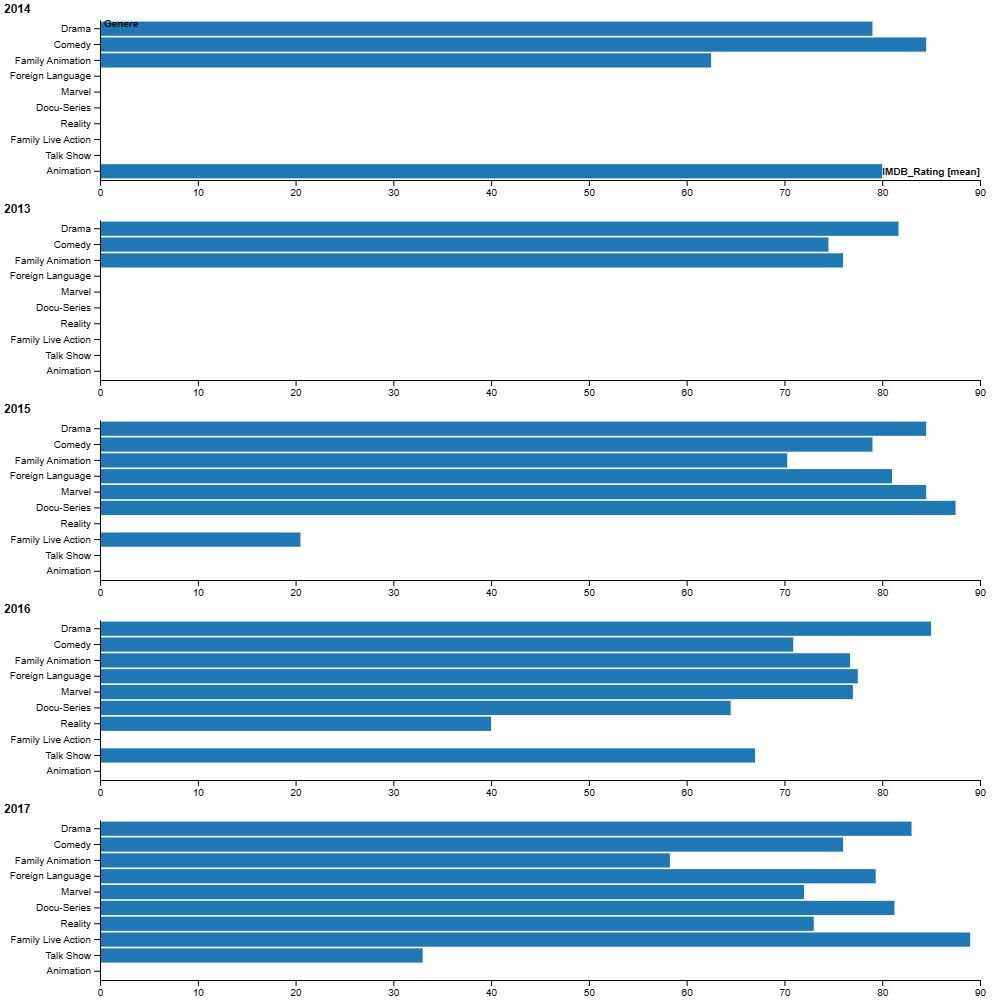 2014
Genere
Drama
Comedy
Family Animation
Foreign Language
Marvel
Docu-Series
Reality
Family Live Action
Talk Show
Animation
IMDB_Rating [mean]
0 10 20 30 40 50 60 70 80 90
2013
Drama
Comedy
Family Animation
Foreign Language
Marvel
Docu-Series
Reality
Family Live Action
Talk Show
Animation
0 10 20 30 40 50 60 70 80 90
2015
Drama
Comedy
Family Animation
Foreign Language
Marvel
Docu-Series
Reality
Family Live Action
Talk Show
Animation
0 10 20 30 40 50 60 70 80 90
2016
Drama
Comedy
Family Animation
Foreign Language
Marvel
Docu-Series
Reality
Family Live Action
Talk Show
Animation
0 10 20 30 40 50 60 70 80 90
2017
Drama
Comedy
Family Animation
Foreign Language
Marvel
Docu-Series
Reality
Family Live Action
Talk Show
Animation
0 10 20 30 40 50 60 70 80 90